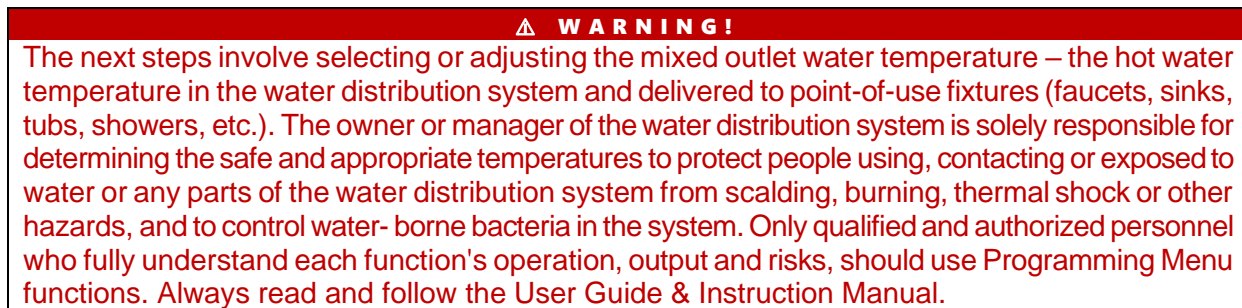 ⚠ WARNING!
The next steps involve selecting or adjusting the mixed outlet water temperature – the hot water
temperature in the water distribution system and delivered to point-of-use fixtures (faucets, sinks,
tubs, showers, etc.). The owner or manager of the water distribution system is solely responsible for
determining the safe and appropriate temperatures to protect people using, contacting or exposed to
water or any parts of the water distribution system from scalding, burning, thermal shock or other
hazards, and to control water- borne bacteria in the system. Only qualified and authorized personnel
who fully understand each function's operation, output and risks, should use Programming Menu
functions. Always read and follow the User Guide & Instruction Manual.